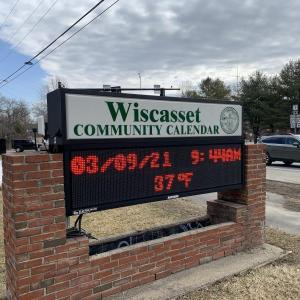 Wiscasset
COMMUNITY CALENDAR
03/09/21 9:44AM
37°F